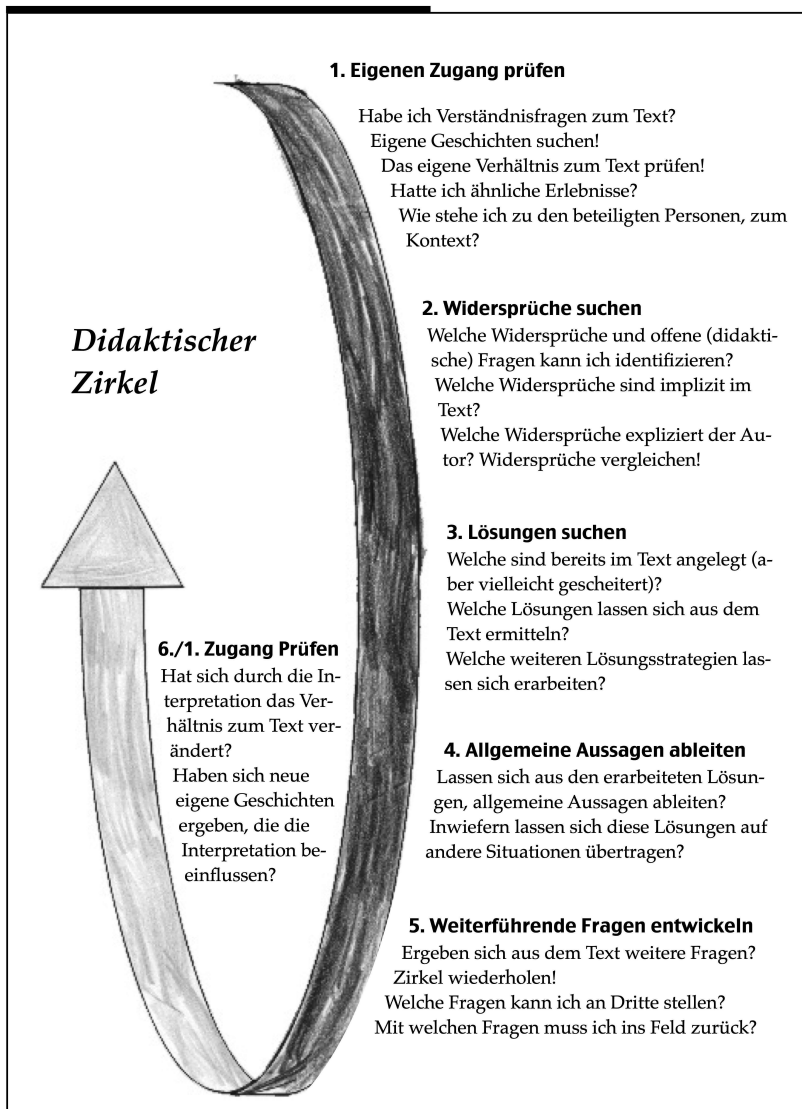 1. Eigenen Zugang prüfen
Habe ich Verständnisfragen zum Text?
Eigene Geschichten suchen!
Das eigene Verhältnis zum Text prüfen!
Hatte ich ähnliche Erlebnisse?
Wie stehe ich zu den beteiligten Personen, zum
Kontext?
Didaktischer
Zirkel
2. Widersprüche suchen
Welche Widersprüche und offene (didakti-
sche) Fragen kann ich identifizieren?
Welche Widersprüche sind implizit im
Text?
Welche Widersprüche expliziert der Au-
tor? Widersprüche vergleichen!
3. Lösungen suchen
Welche sind bereits im Text angelegt (a-
ber vielleicht gescheitert)?
Welche Lösungen lassen sich aus dem
Text ermitteln?
Welche weiteren Lösungsstrategien las-
sen sich erarbeiten?
4. Allgemeine Aussagen ableiten
Lassen sich aus den erarbeiteten Lösun-
gen, allgemeine Aussagen ableiten?
Inwiefern lassen sich diese Lösungen auf
andere Situationen übertragen?
5. Weiterführende Fragen entwickeln
Ergeben sich aus dem Text weitere Fragen?
Zirkel wiederholen!
Welche Fragen kann ich an Dritte stellen?
Mit welchen Fragen muss ich ins Feld zurück?
6./1. Zugang Prüfen
Hat sich durch die In-
terpretation das Ver-
hältnis zum Text ver-
ändert?
Haben sich neue
eigene Geschichten
ergeben, die die
Interpretation be-
einflussen?